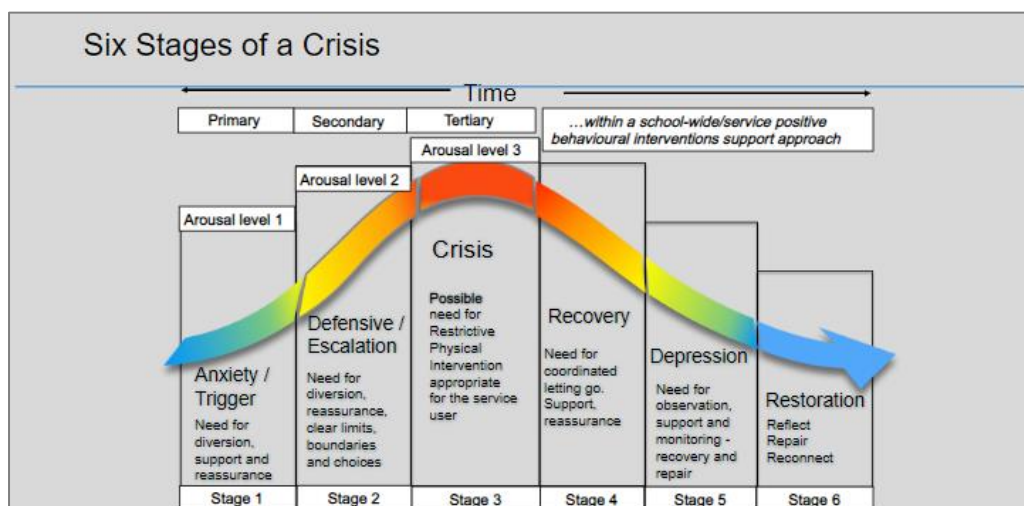 Six Stages of a Crisis
Time
Primary
Secondary
Tertiary
…within a school-wide/service positive
behavioural interventions support approach
Arousal level 1
Arousal level 2
Arousal level 3
Anxiety /
Trigger
Need for
diversion,
support and
reassurance
Stage 1
Defensive /
Escalation
Need for
diversion,
reassurance,
clear limits,
boundaries
and choices
Stage 2
Crisis
Possible
need for
Restrictive
Physical
Intervention
appropriate
for the service
user
Stage 3
Recovery
Need for
coordinated
letting go.
Support,
reassurance
Stage 4
Depression
Need for
observation,
support and
monitoring -
recovery and
repair
Stage 5
Restoration
Reflect
Repair
Reconnect
Stage 6